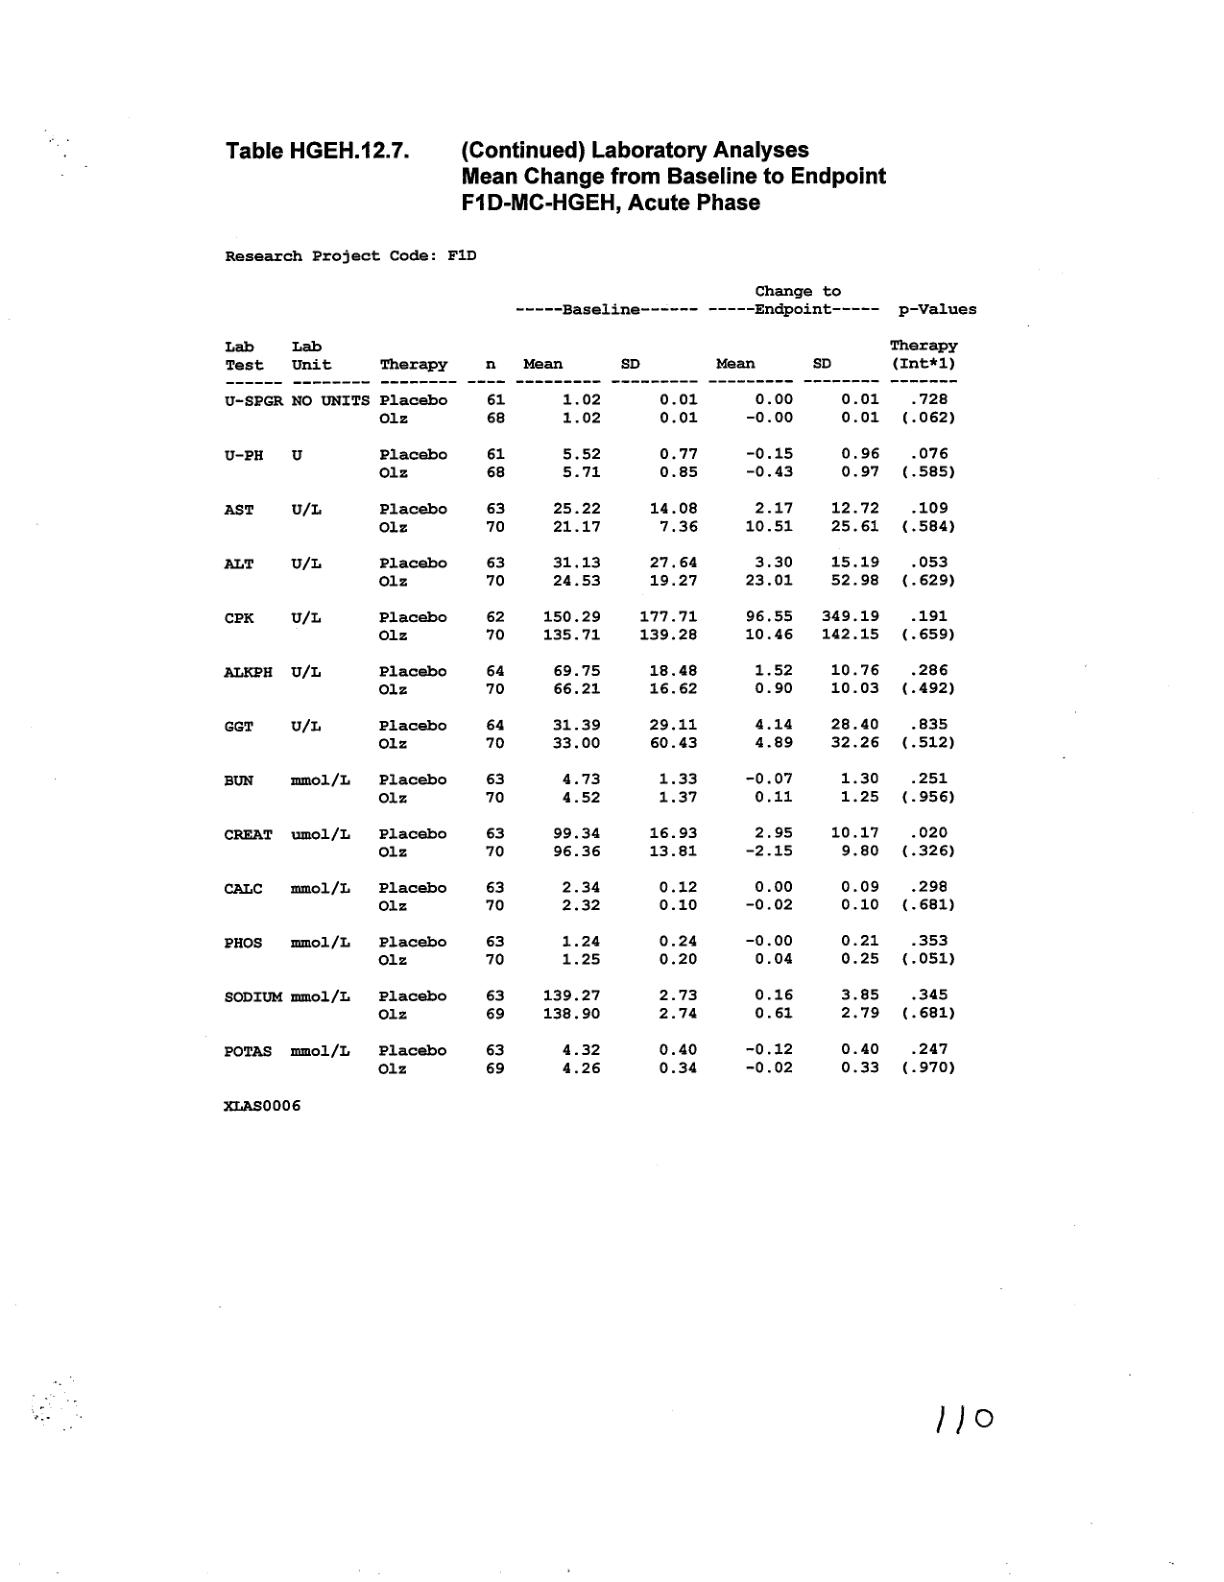 Table HGEH.12.7. (Continued) Laboratory Analyses
Mean Change from Baseline to Endpoint
F1D-MC-HGEH, Acute Phase
Research Project Code: F1D
Change to
-----Baseline------ -----Endpoint----- p-Values
Lab Lab Therapy
Test Unit Therapy n Mean SD Mean SD (Int*1)
------ -------- -------- ---- --------- --------- --------- -------- -------
U-SPGR NO UNITS Placebo 61 1.02 0.01 0.00 0.01 .728
Olz 68 1.02 0.01 -0.00 0.01 (.062)
U-PH U Placebo 61 5.52 0.77 -0.15 0.96 .076
Olz 68 5.71 0.85 -0.43 0.97 (.585)
AST U/L Placebo 63 25.22 14.08 2.17 12.72 .109
Olz 70 21.17 7.36 10.51 25.61 (.584)
ALT U/L Placebo 63 31.13 27.64 3.30 15.19 .053
Olz 70 24.53 19.27 23.01 52.98 (.629)
CPK U/L Placebo 62 150.29 177.71 96.55 349.19 .191
Olz 70 135.71 139.28 10.46 142.15 (.659)
ALKPH U/L Placebo 64 69.75 18.48 1.52 10.76 .286
Olz 70 66.21 16.62 0.90 10.03 (.492)
GGT U/L Placebo 64 31.39 29.11 4.14 28.40 .835
Olz 70 33.00 60.43 4.89 32.26 (.512)
BUN mmol/L Placebo 63 4.73 1.33 -0.07 1.30 .251
Olz 70 4.52 1.37 0.11 1.25 (.956)
CREAT umol/L Placebo 63 99.34 16.93 2.95 10.17 .020
Olz 70 96.36 13.81 -2.15 9.80 (.326)
CALC mmol/L Placebo 63 2.34 0.12 0.00 0.09 .298
Olz 70 2.32 0.10 -0.02 0.10 (.681)
PHOS mmol/L Placebo 63 1.24 0.24 -0.00 0.21 .353
Olz 70 1.25 0.20 0.04 0.25 (.051)
SODIUM mmol/L Placebo 63 139.27 2.73 0.16 3.85 .345
Olz 69 138.90 2.74 0.61 2.79 (.681)
POTAS mmol/L Placebo 63 4.32 0.40 -0.12 0.40 .247
Olz 69 4.26 0.34 -0.02 0.33 (.970)
XLAS0006
110